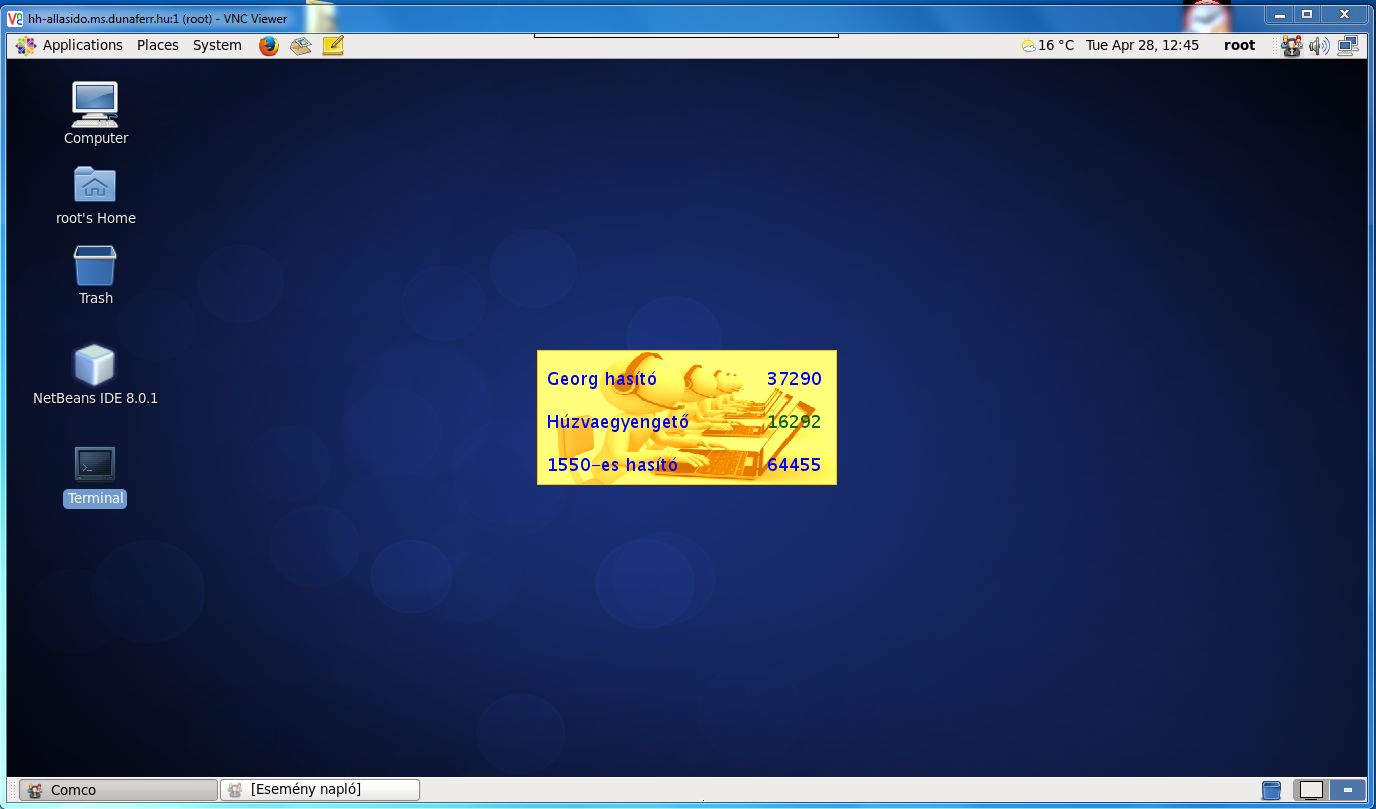 hh-allasido.ms.dunaferr.hu:1 (root) - VNC Viewer
Applications Places System 16 °C Tue Apr 28, 12:45 root
Computer
root's Home
Trash
NetBeans IDE 8.0.1
Terminal
Georg hasító 37290
Húzvaegyengető 16292
1550-es hasító 64455
Comco [Esemény napló]